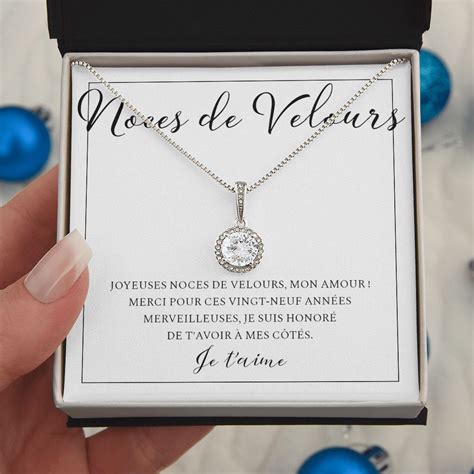 Noces de Velours
JOYEUSES NOCES DE VELOURS, MON AMOUR !
MERCI POUR CES VINGT-NEUF ANNÉES
MERVEILLEUSES, JE SUIS HONORÉ
DE T'AVOIR À MES CÔTÉS.
Je t'aime